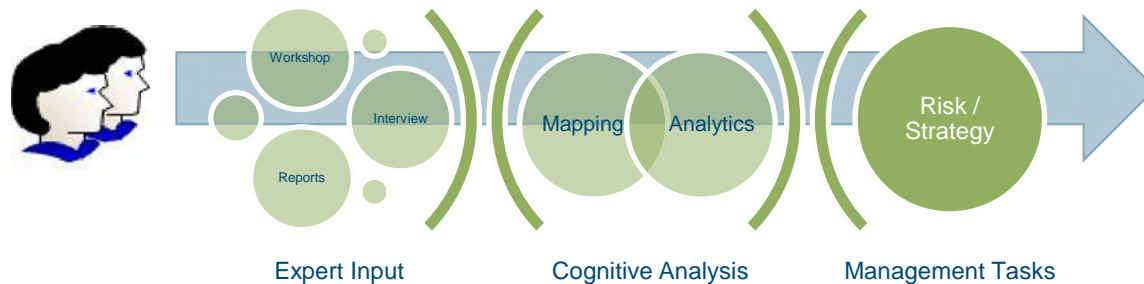 Workshop
Interview
Reports
Mapping
Analytics
Risk /
Strategy
Expert Input
Cognitive Analysis
Management Tasks